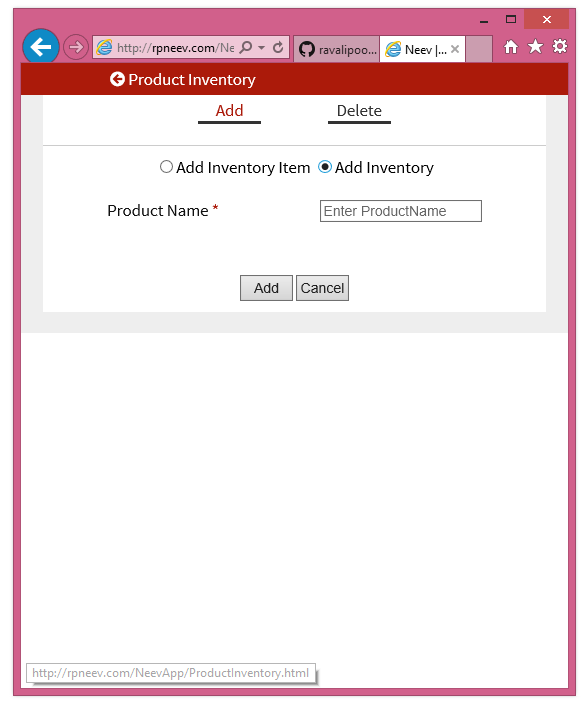 http://rpneev.com/Ne
ravalipoo...
Neev |...
Product Inventory
Add
Delete
Add Inventory Item
Add Inventory
Product Name *
Enter ProductName
Add
Cancel
http://rpneev.com/NeevApp/ProductInventory.html